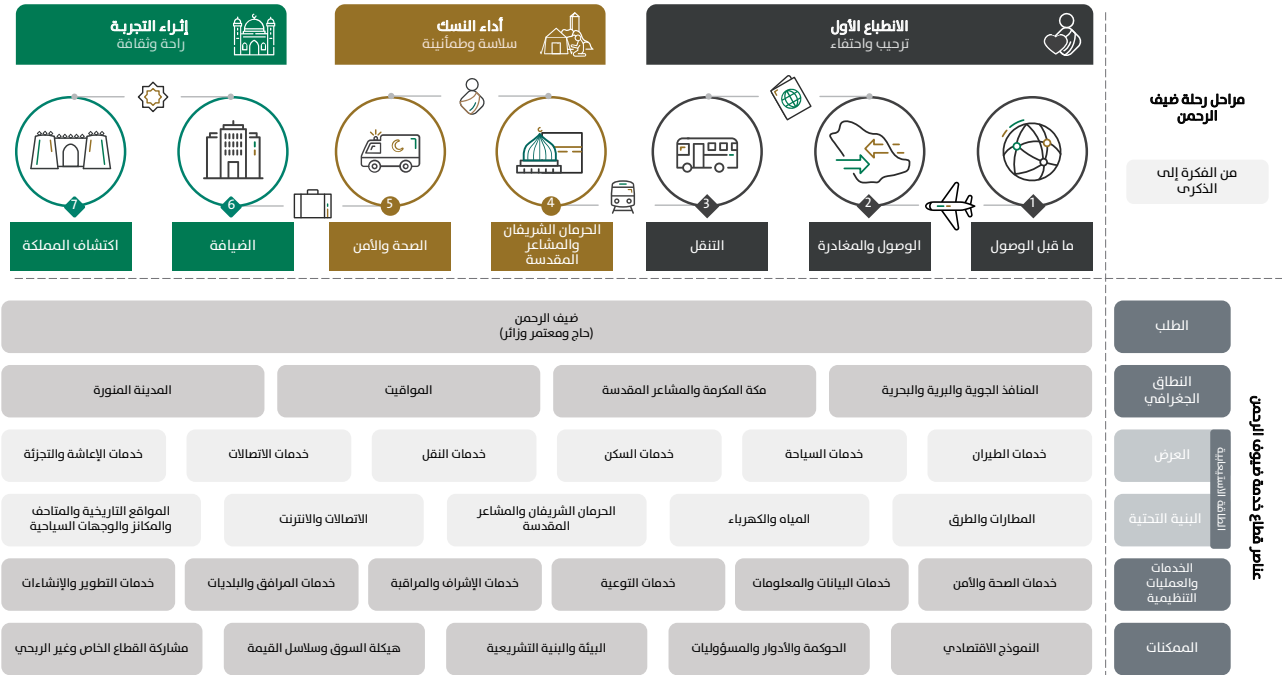 الانطباع الأول
ترحيب واحتفاء
أداء النسك
سلاسة وطمأنينة
إثراء التجربة
راحة وثقافة
مراحل رحلة ضيف
الرحمن
من الفكرة إلى
الذكرى
1
2
3
4
5
6
7
ما قبل الوصول
الوصول والمغادرة
التنقل
الحرمان الشريفان
والمشاعر
المقدسة
الصحة والأمن
الضيافة
اكتشاف المملكة
عناصر قطاع خدمة ضيوف الرحمن
الطلب
ضيف الرحمن
(حاج ومعتمر وزائر)
النطاق
الجغرافي
المنافذ الجوية والبرية والبحرية
مكة المكرمة والمشاعر المقدسة
المواقيت
المدينة المنورة
الطاقة الاستيعابية
العرض
خدمات الطيران
خدمات السياحة
خدمات السكن
خدمات النقل
خدمات الاتصالات
خدمات الإعاشة والتجزئة
البنية التحتية
المطارات والطرق
المياه والكهرباء
الحرمان الشريفان والمشاعر
المقدسة
الاتصالات والانترنت
المواقع التاريخية والمتاحف
والمكانز والوجهات السياحية
الخدمات
والعمليات
التنظيمية
خدمات الصحة والأمن
خدمات البيانات والمعلومات
خدمات التوعية
خدمات الإشراف والمراقبة
خدمات المرافق والبلديات
خدمات التطوير والإنشاءات
الممكنات
النموذج الاقتصادي
الحوكمة والأدوار والمسؤوليات
البيئة والبنية التشريعية
هيكلة السوق وسلاسل القيمة
مشاركة القطاع الخاص وغير الربحي